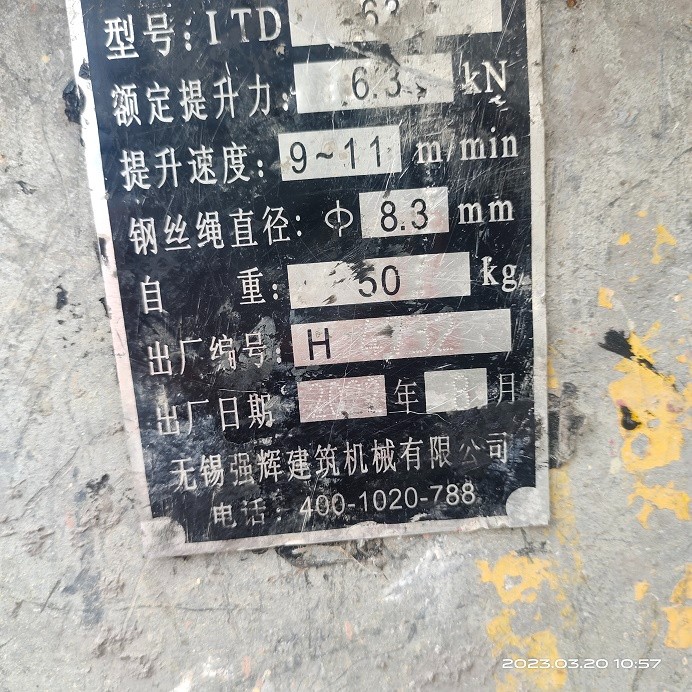 型号:ITD 63
额定提升力: 6.3 kN
提升速度: 9~11 m/min
钢丝绳直径: Φ 8.3 mm
自 重: 50 kg
出厂编号: H
出厂日期 年 8 月
无锡强辉建筑机械有限公司
电话: 400-1020-788
2023.03.20 10:57